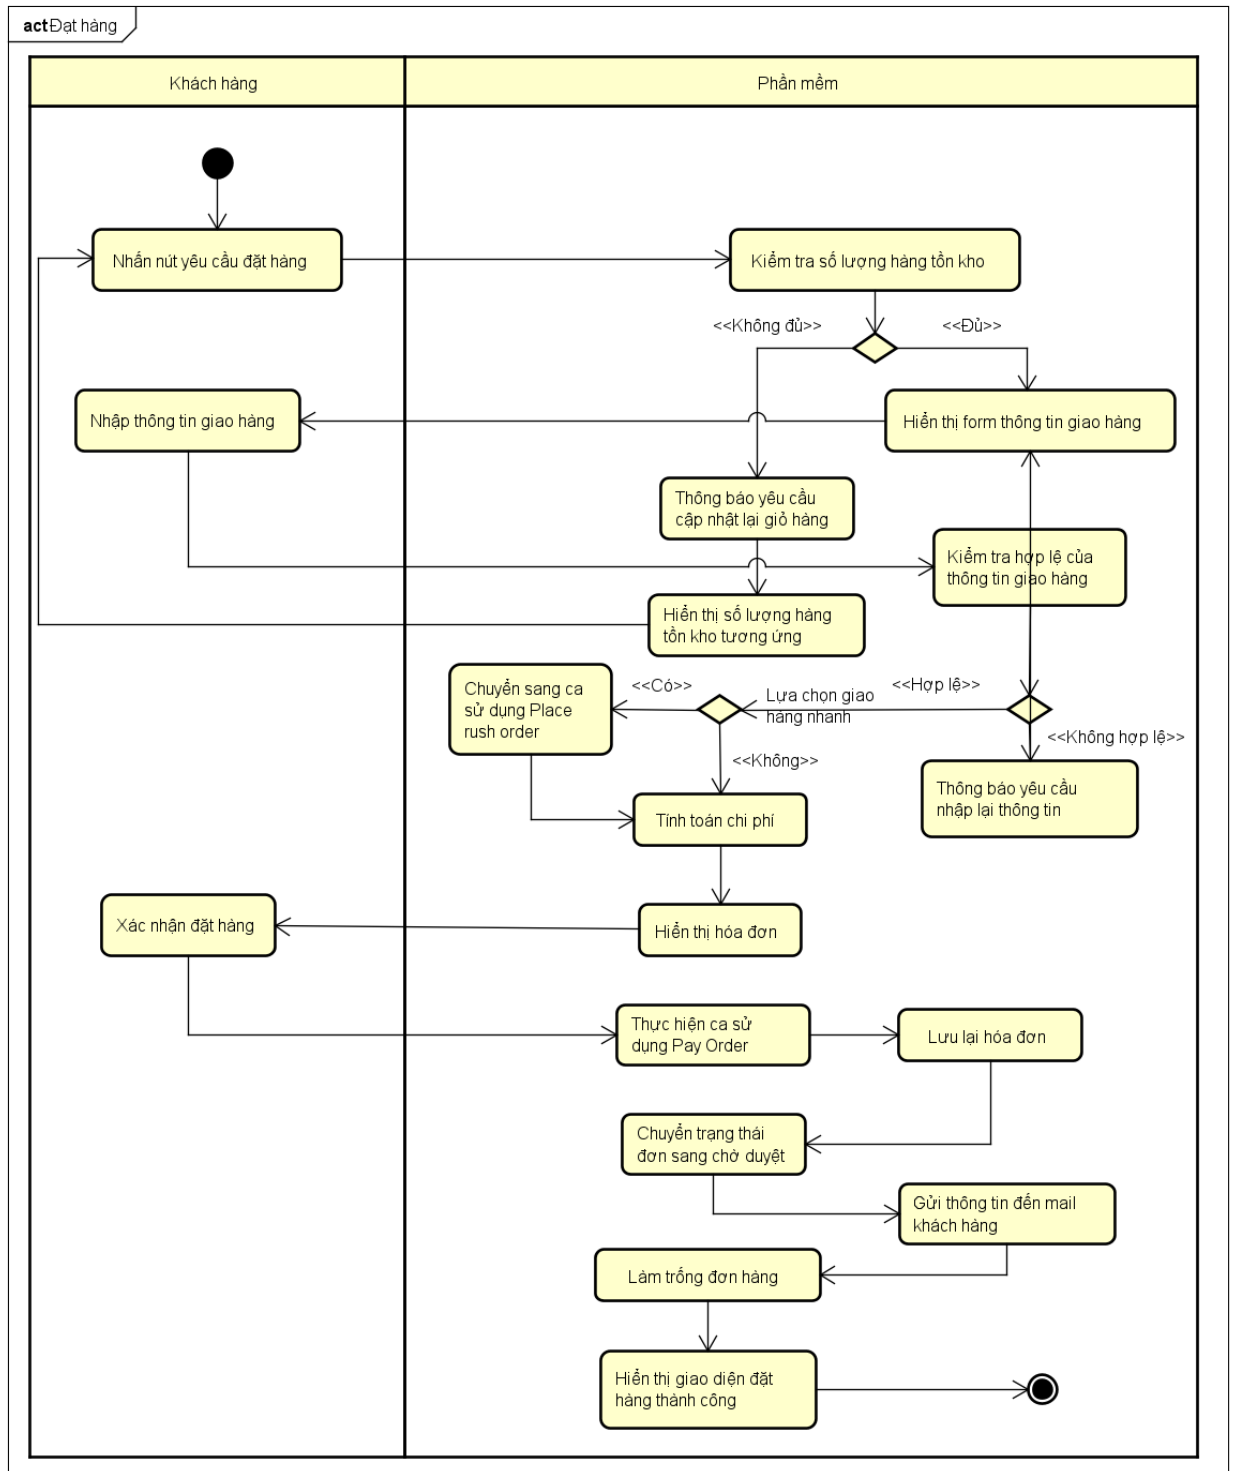 actĐạt hàng
Khách hàng
Phần mềm
Nhấn nút yêu cầu đặt hàng
Kiểm tra số lượng hàng tồn kho
<<Không đủ>>
<<Đủ>>
Nhập thông tin giao hàng
Hiển thị form thông tin giao hàng
Thông báo yêu cầu
cập nhật lại giỏ hàng
Kiểm tra hợp lệ của
thông tin giao hàng
Hiển thị số lượng hàng
tồn kho tương ứng
Chuyển sang ca
sử dụng Place
rush order
<<Có>>
Lựa chọn giao
hàng nhanh
<<Hợp lệ>>
<<Không hợp lệ>>
<<Không>>
Thông báo yêu cầu
nhập lại thông tin
Tính toán chi phí
Xác nhận đặt hàng
Hiển thị hóa đơn
Thực hiện ca sử
dụng Pay Order
Lưu lại hóa đơn
Chuyển trạng thái
đơn sang chờ duyệt
Gửi thông tin đến mail
khách hàng
Làm trống đơn hàng
Hiển thị giao diện đặt
hàng thành công